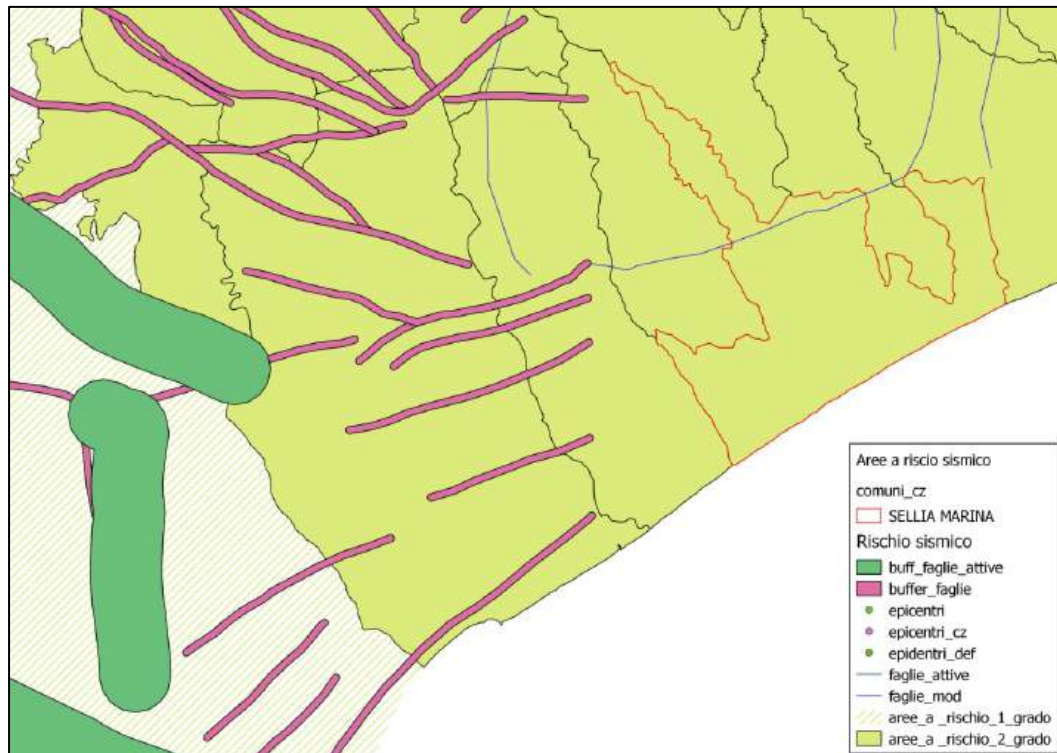 Aree a riscio sismico
comuni_cz
SELLIA MARINA
Rischio sismico
buff_faglie_attive
buffer_faglie
epicentri
epicentri_cz
epidentri_def
faglie_attive
faglie_mod
aree_a _rischio_1_grado
aree_a _rischio_2_grado